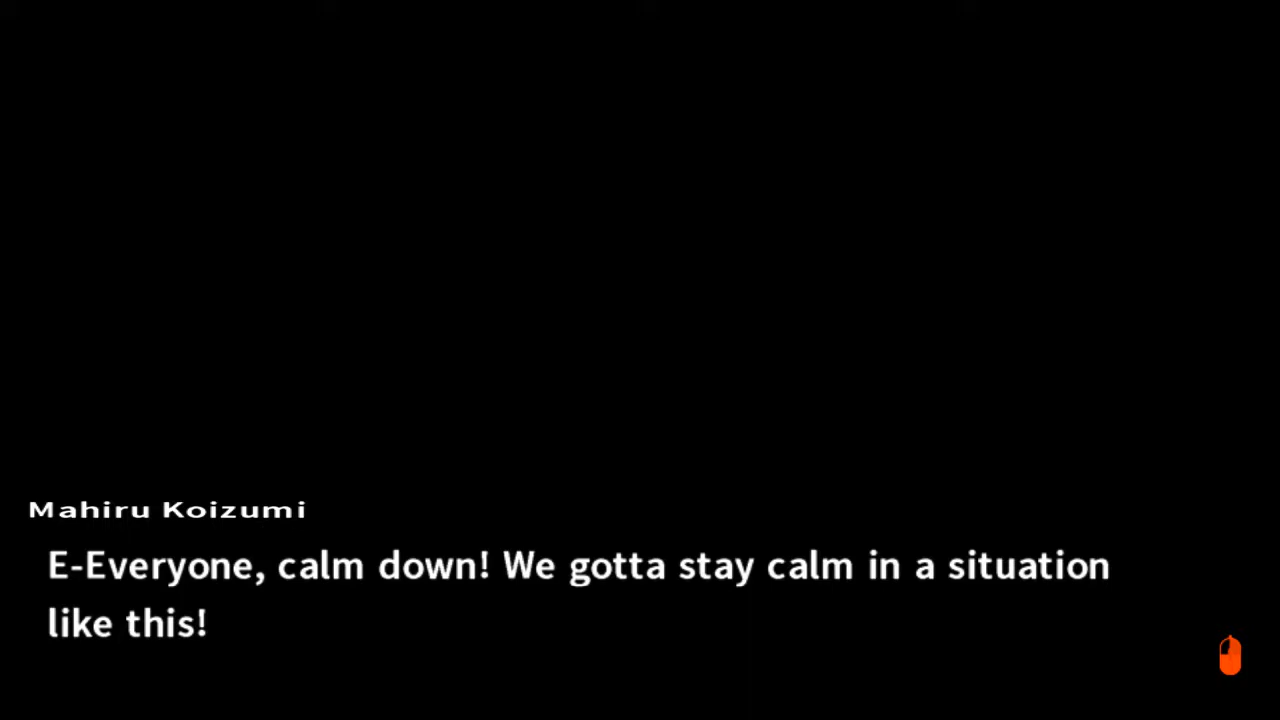 Mahiru Koizumi
E-Everyone, calm down! We gotta stay calm in a situation
like this!